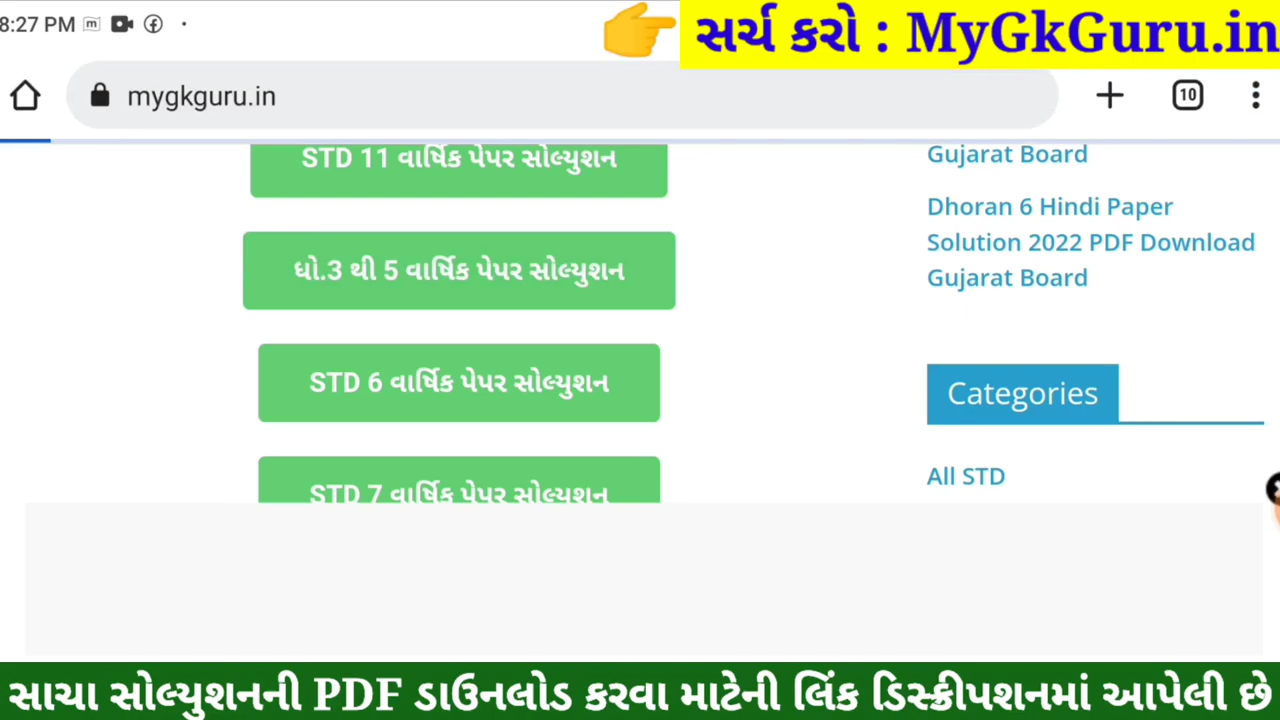 8:27 PM
સર્ચ કરો : MyGkGuru.in
mygkguru.in
10
STD 11 વાર્ષિક પેપર સોલ્યુશન
ધો.3 થી 5 વાર્ષિક પેપર સોલ્યુશન
STD 6 વાર્ષિક પેપર સોલ્યુશન
STD 7 વાર્ષિક પેપર સોલ્યુશન
Gujarat Board
Dhoran 6 Hindi Paper
Solution 2022 PDF Download
Gujarat Board
Categories
All STD
સાચા સોલ્યુશનની PDF ડાઉનલોડ કરવા માટેની લિંક ડિસ્ક્રીપશનમાં આપેલી છે